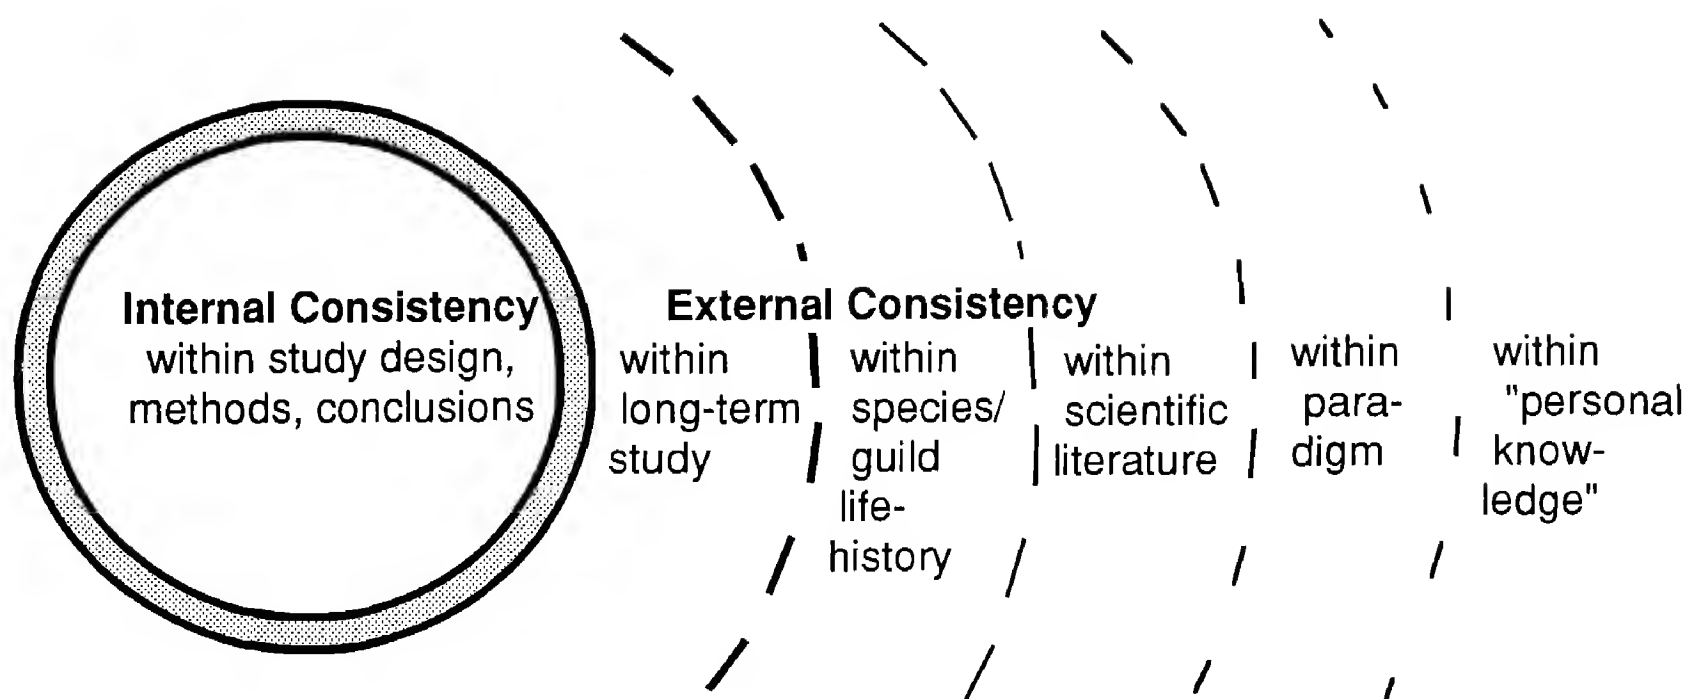 Internal Consistency
within study design,
methods, conclusions
External Consistency
within
long-term
study
within
species/
guild
life-
history
within
scientific
literature
within
para-
digm
within
"personal
know-
ledge"